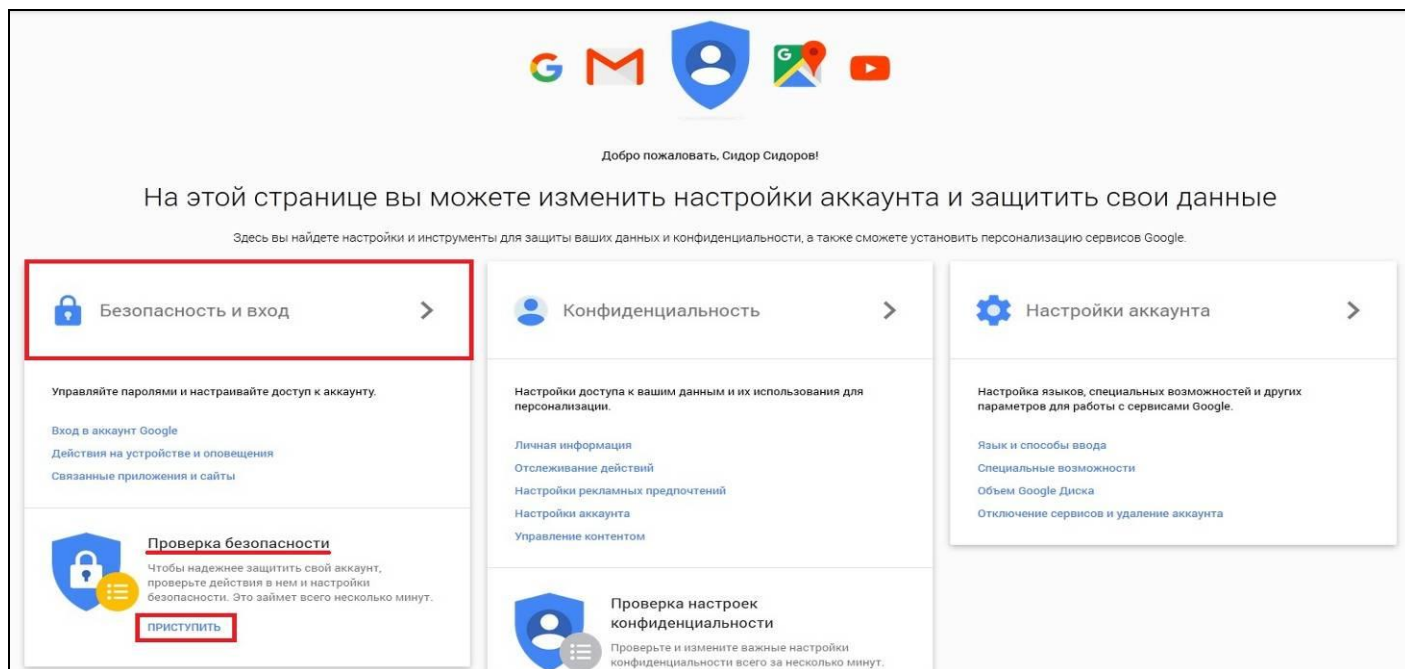 Добро пожаловать, Сидор Сидоров!
На этой странице вы можете изменить настройки аккаунта и защитить свои данные
Здесь вы найдете настройки и инструменты для защиты ваших данных и конфиденциальности, а также сможете установить персонализацию сервисов Google.
Безопасность и вход
Управляйте паролями и настраивайте доступ к аккаунту.
Вход в аккаунт Google
Действия на устройстве и оповещения
Связанные приложения и сайты
Проверка безопасности
Чтобы надежнее защитить свой аккаунт,
проверьте действия в нем и настройки
безопасности. Это займет всего несколько минут.
ПРИСТУПИТЬ
Конфиденциальность
Настройки доступа к вашим данным и их использования для
персонализации.
Личная информация
Отслеживание действий
Настройки рекламных предпочтений
Настройки аккаунта
Управление контентом
Проверка настроек
конфиденциальности
Проверьте и измените важные настройки
конфиденциальности всего за несколько минут.
Настройки аккаунта
Настройка языков, специальных возможностей и других
параметров для работы с сервисами Google.
Язык и способы ввода
Специальные возможности
Объем Google Диска
Отключение сервисов и удаление аккаунта